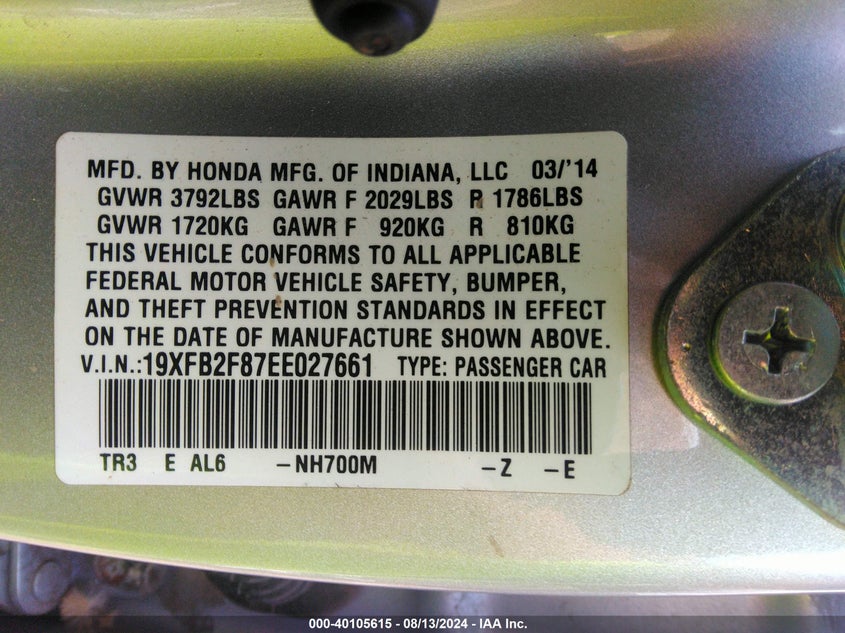 MFD. BY HONDA MFG. OF INDIANA, LLC 03/'14
GVWR 3792LBS GAWR F 2029LBS R 1786LBS
GVWR 1720KG GAWR F 920KG R 810KG
THIS VEHICLE CONFORMS TO ALL APPLICABLE
FEDERAL MOTOR VEHICLE SAFETY, BUMPER,
AND THEFT PREVENTION STANDARDS IN EFFECT
ON THE DATE OF MANUFACTURE SHOWN ABOVE.
V.I.N.:19XFB2F87EE027661 TYPE: PASSENGER CAR
TR3 E AL6 -NH700M -Z -E
000-40105615 - 08/13/2024 - IAA Inc.